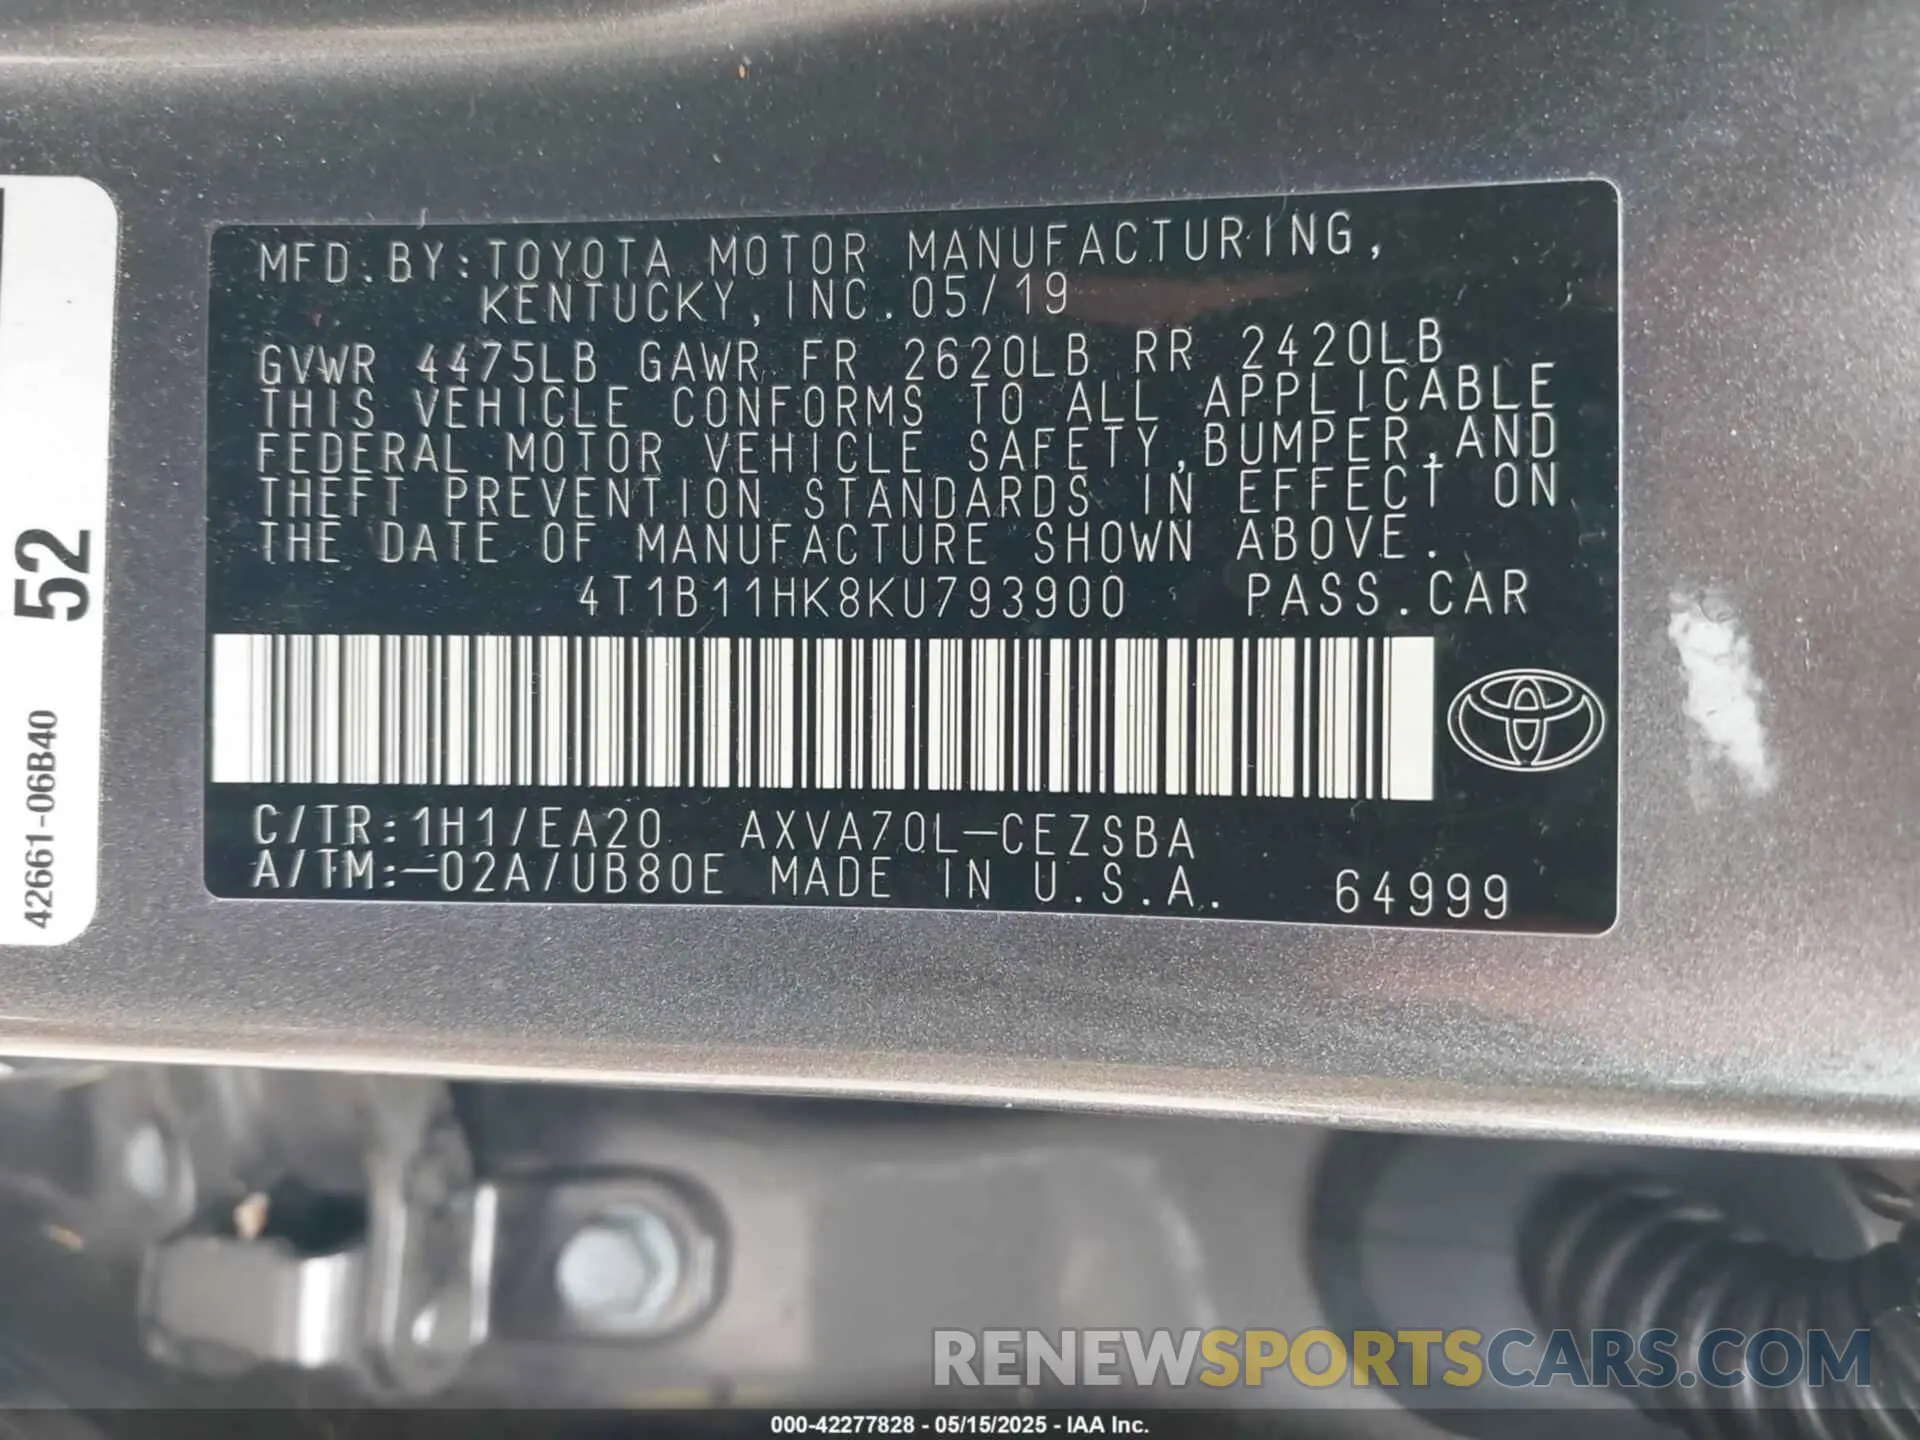 MFD.BY:TOYOTA MOTOR MANUFACTURING,
KENTUCKY, INC.05/19
GVWR 4475LB GAWR FR 2620LB RR 2420LB
THIS VEHICLE CONFORMS TO ALL APPLICABLE
FEDERAL MOTOR VEHICLE SAFETY,BUMPER,AND
THEFT PREVENTION STANDARDS IN EFFECT ON
THE DATE OF MANUFACTURE SHOWN ABOVE.
4T1B11HK8KU793900 PASS.CAR
C/TR:1H1/EA20 AXVA70L-CEZSBA
A/TM:-02A/UB80E MADE IN U.S.A. 64999
52
42661-06B40
RENEWSPORTSCARS.COM
000-42277828 - 05/15/2025 - IAA Inc.